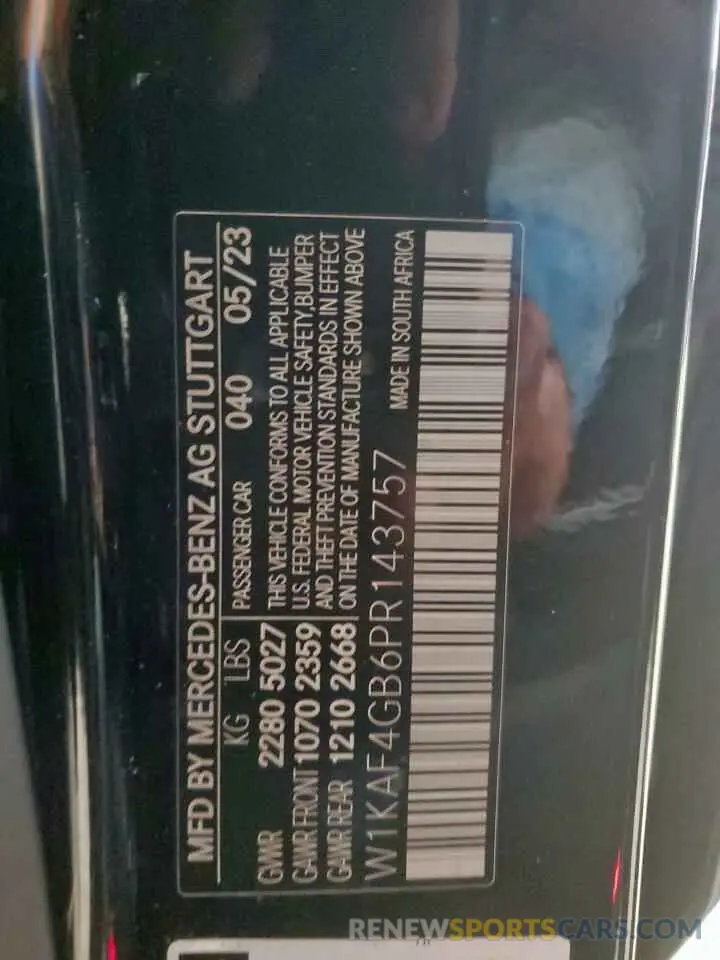 MFD BY MERCEDES-BENZ AG STUTTGART
KG LBS
GWR 2280 5027
GAWR FRONT 1070 2359
GAWR REAR 1210 2668
PASSENGER CAR 040 05/23
THIS VEHICLE CONFORMS TO ALL APPLICABLE
U.S. FEDERAL MOTOR VEHICLE SAFETY,BUMPER
AND THEFT PREVENTION STANDARDS IN EFFECT
ON THE DATE OF MANUFACTURE SHOWN ABOVE
W1KAF4GB6PR143757 MADE IN SOUTH AFRICA
RENEWSPORTSCARS.COM